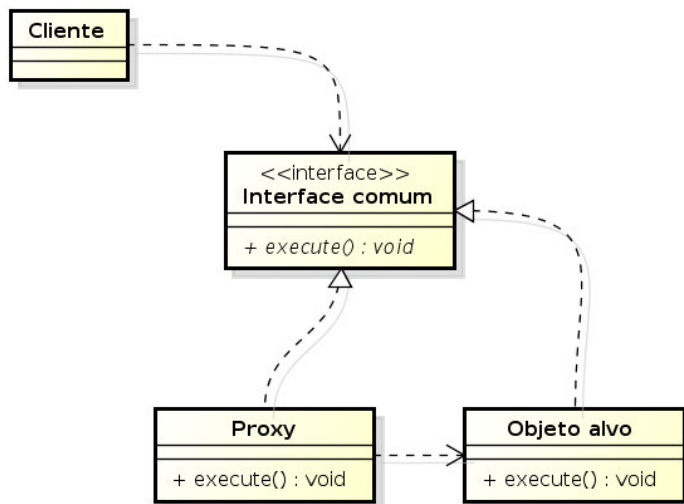 Cliente
<<interface>>
Interface comum
+ execute() : void
Proxy
+ execute() : void
Objeto alvo
+ execute() : void